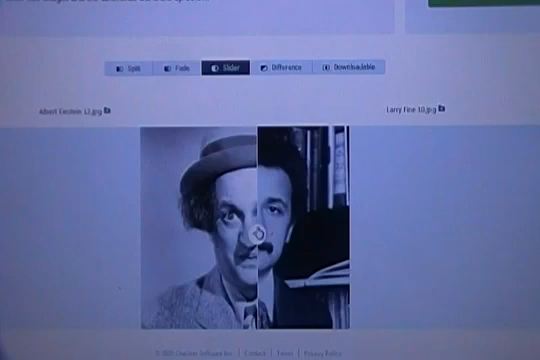 Split Fade Slider Difference Downloadable
Albert Einstein 12.jpg
Larry Fine 10.jpg
Contact | Terms | Privacy Policy